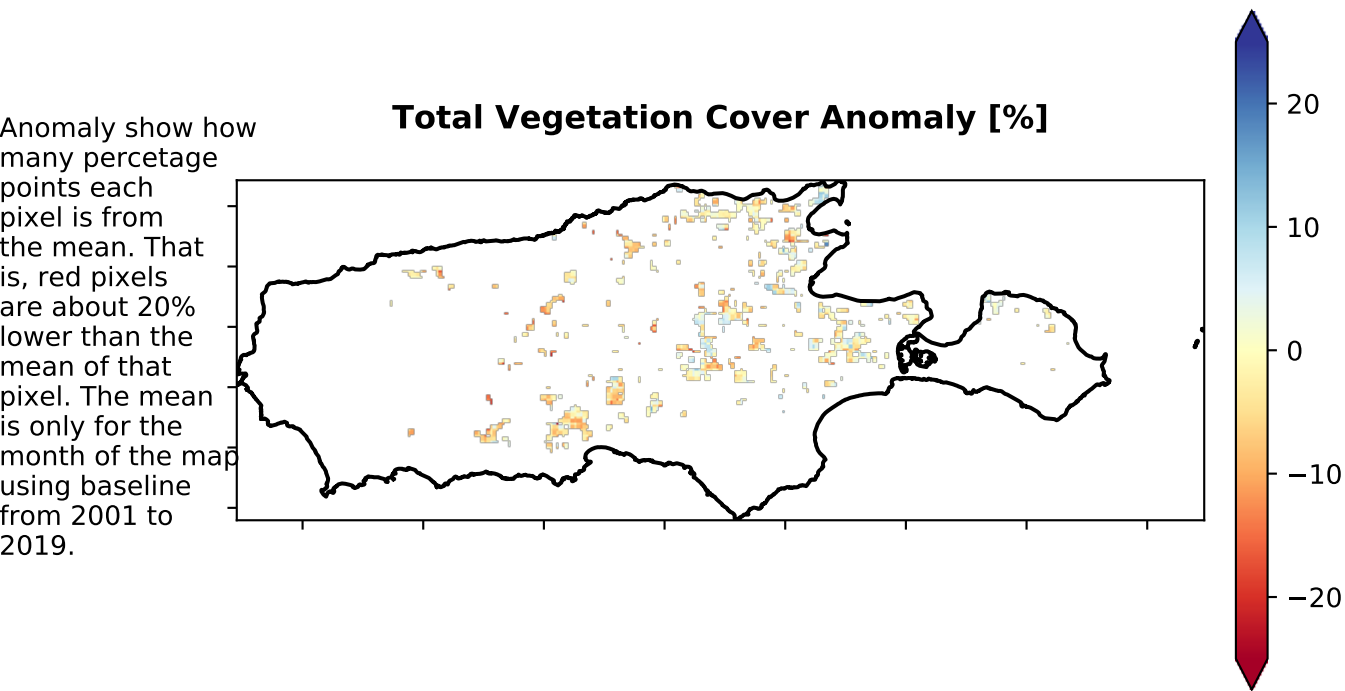 Total Vegetation Cover Anomaly [%]
Anomaly show how
many percetage
points each
pixel is from
the mean. That
is, red pixels
are about 20%
lower than the
mean of that
pixel. The mean
is only for the
month of the map
using baseline
from 2001 to
2019.
20
10
0
−10
−20